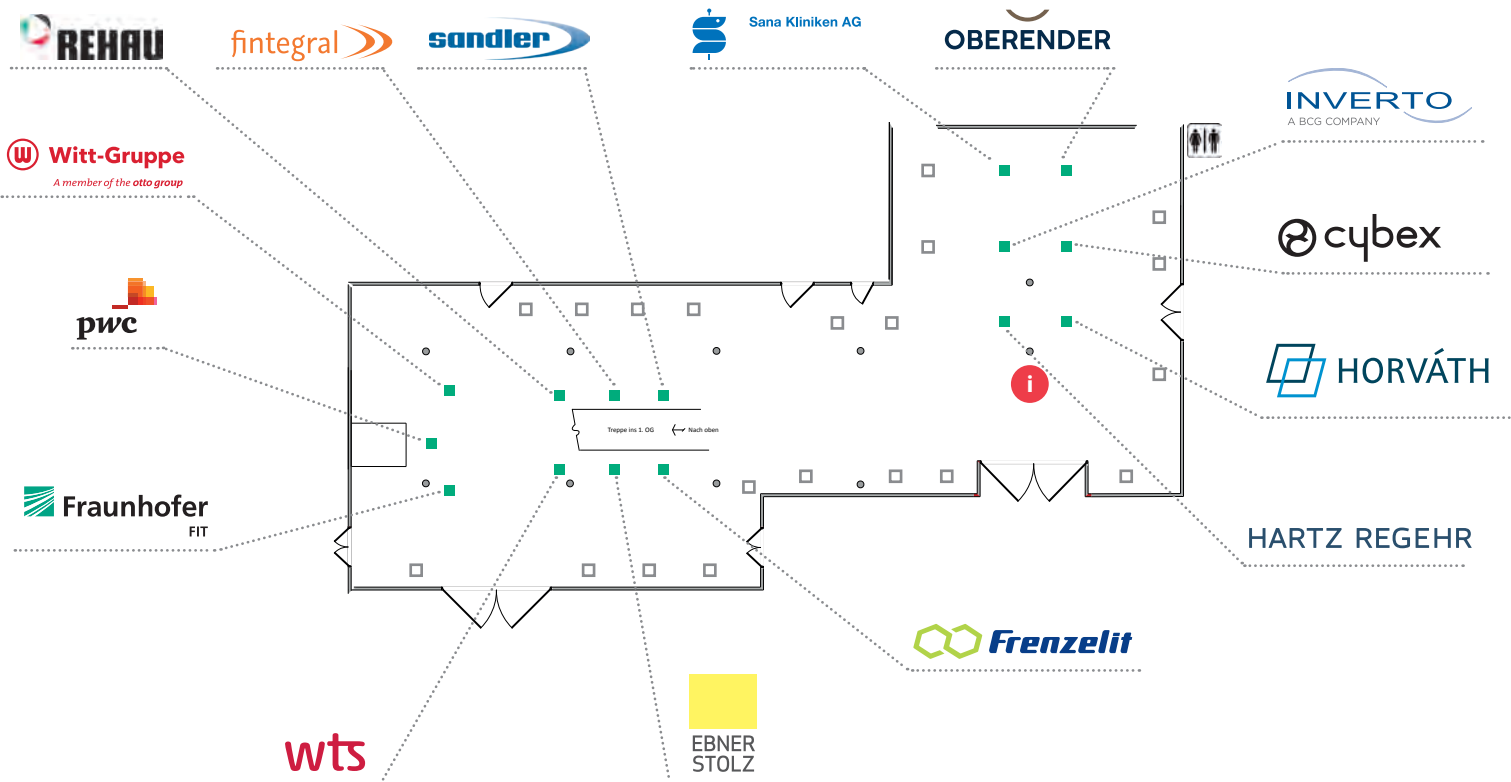 REHAU
fintegral
sandler
Sana Kliniken AG
OBERENDER
INVERTO
A BCG COMPANY
Witt-Gruppe
A member of the otto group
cybex
pwc
HORVÁTH
i
Treppe ins 1. OG
Nach oben
Fraunhofer
FIT
HARTZ REGEHR
Frenzelit
wts
EBNER
STOLZ